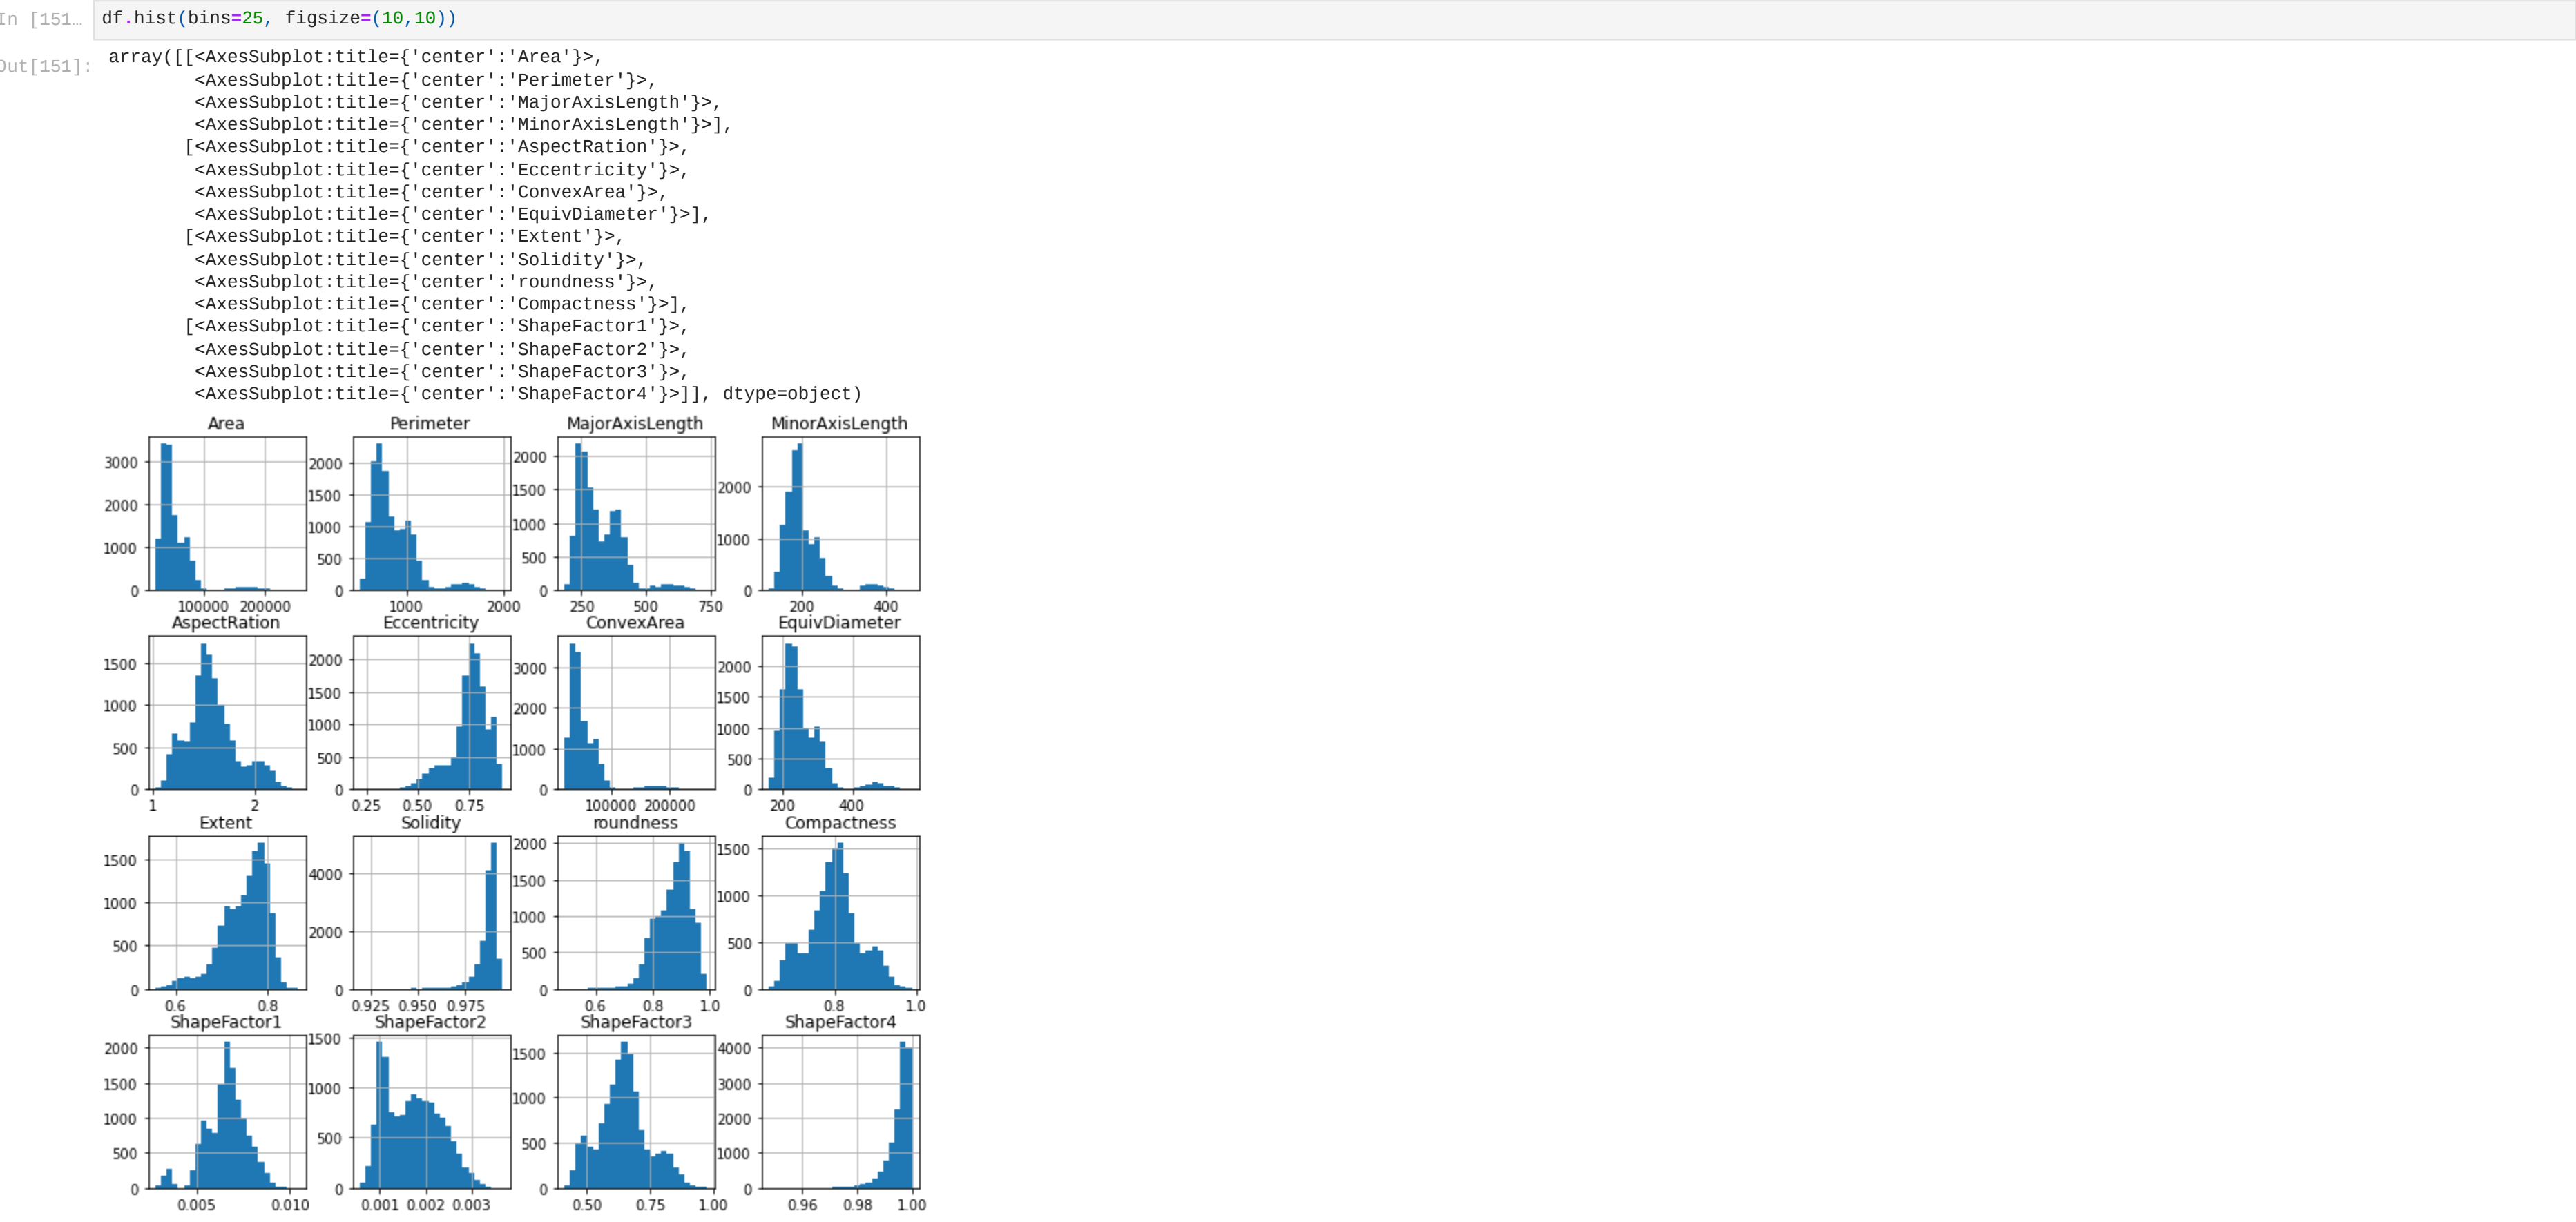 In [151… df.hist(bins=25, figsize=(10,10))
Out[151]: array([[<AxesSubplot:title={'center':'Area'}>,
<AxesSubplot:title={'center':'Perimeter'}>,
<AxesSubplot:title={'center':'MajorAxisLength'}>,
<AxesSubplot:title={'center':'MinorAxisLength'}>],
[<AxesSubplot:title={'center':'AspectRation'}>,
<AxesSubplot:title={'center':'Eccentricity'}>,
<AxesSubplot:title={'center':'ConvexArea'}>,
<AxesSubplot:title={'center':'EquivDiameter'}>],
[<AxesSubplot:title={'center':'Extent'}>,
<AxesSubplot:title={'center':'Solidity'}>,
<AxesSubplot:title={'center':'roundness'}>,
<AxesSubplot:title={'center':'Compactness'}>],
[<AxesSubplot:title={'center':'ShapeFactor1'}>,
<AxesSubplot:title={'center':'ShapeFactor2'}>,
<AxesSubplot:title={'center':'ShapeFactor3'}>,
<AxesSubplot:title={'center':'ShapeFactor4'}>]], dtype=object)
Area Perimeter MajorAxisLength MinorAxisLength
3000 2000 1000 0
2000 1500 1000 500 0
2000 1500 1000 500 0
2000 1000 0
100000 200000 1000 2000 250 500 750 200 400
AspectRation Eccentricity ConvexArea EquivDiameter
1500 1000 500 0
2000 1500 1000 500 0
3000 2000 1000 0
2000 1500 1000 500 0
1 2 0.25 0.50 0.75 100000 200000 200 400
Extent Solidity roundness Compactness
1500 1000 500 0
4000 2000 0
2000 1500 1000 500 0
1500 1000 500 0
0.6 0.8 0.925 0.950 0.975 0.6 0.8 1.0 0.8 1.0
ShapeFactor1 ShapeFactor2 ShapeFactor3 ShapeFactor4
2000 1500 1000 500 0
1500 1000 500 0
1500 1000 500 0
4000 3000 2000 1000 0
0.005 0.010 0.001 0.002 0.003 0.50 0.75 1.00 0.96 0.98 1.00